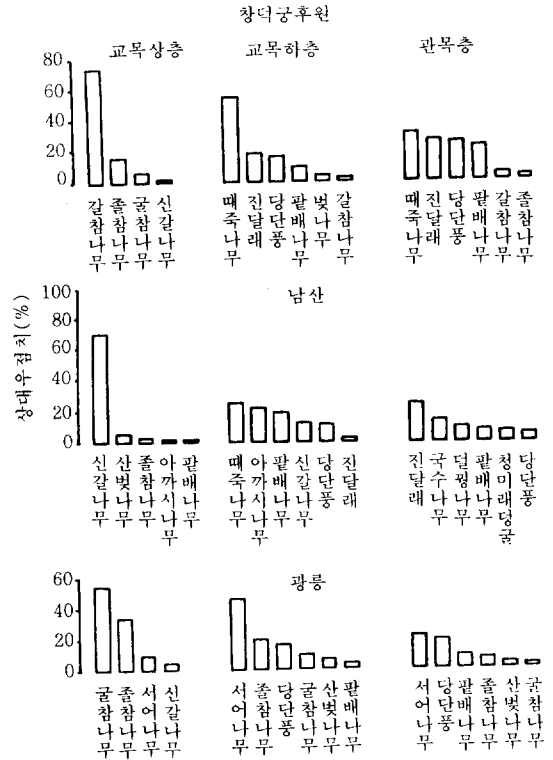 창덕궁후원
교목상층 교목하층 관목층
80
60
40
20
0
갈참나무 졸참나무 굴참나무 신갈나무
때죽나무 진달래 당단풍 팥배나무 벚나무 갈참나무
때죽나무 진달래 당단풍 팥배나무 갈참나무 졸참나무
상대우점치(%)
남산
100
80
60
40
20
0
신갈나무 산벚나무 졸참나무 아까시나무 팥배나무
때죽나무 아까시나무 팥배나무 신갈나무 당단풍 진달래
진달래 국수나무 덜꿩나무 팥배나무 청미래덩굴 당단풍
광릉
60
40
20
0
굴참나무 졸참나무 서어나무 신갈나무
서어나무 졸참나무 당단풍 굴참나무 산벚나무 팥배나무
서어나무 당단풍 팥배나무 졸참나무 산벚나무 굴참나무